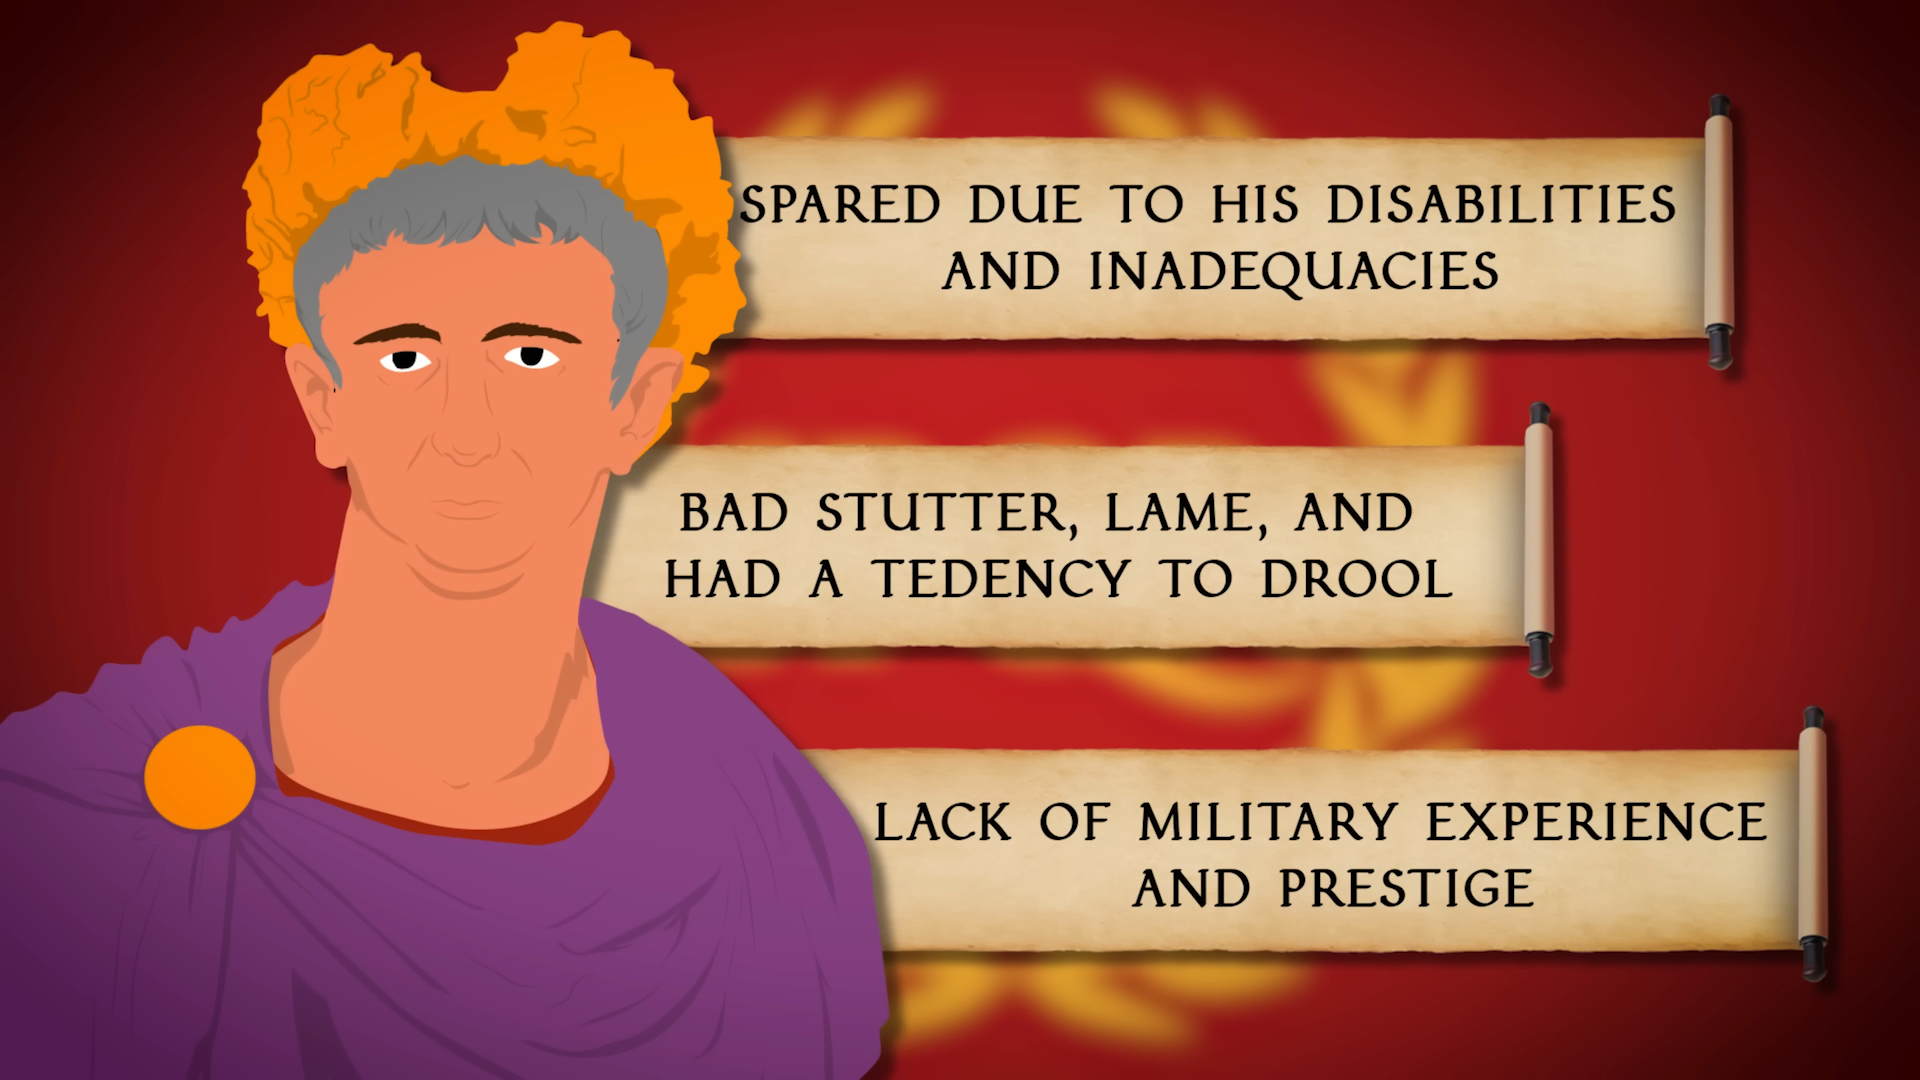 SPARED DUE TO HIS DISABILITIES
AND INADEQUACIES
BAD STUTTER, LAME, AND
HAD A TEDENCY TO DROOL
LACK OF MILITARY EXPERIENCE
AND PRESTIGE